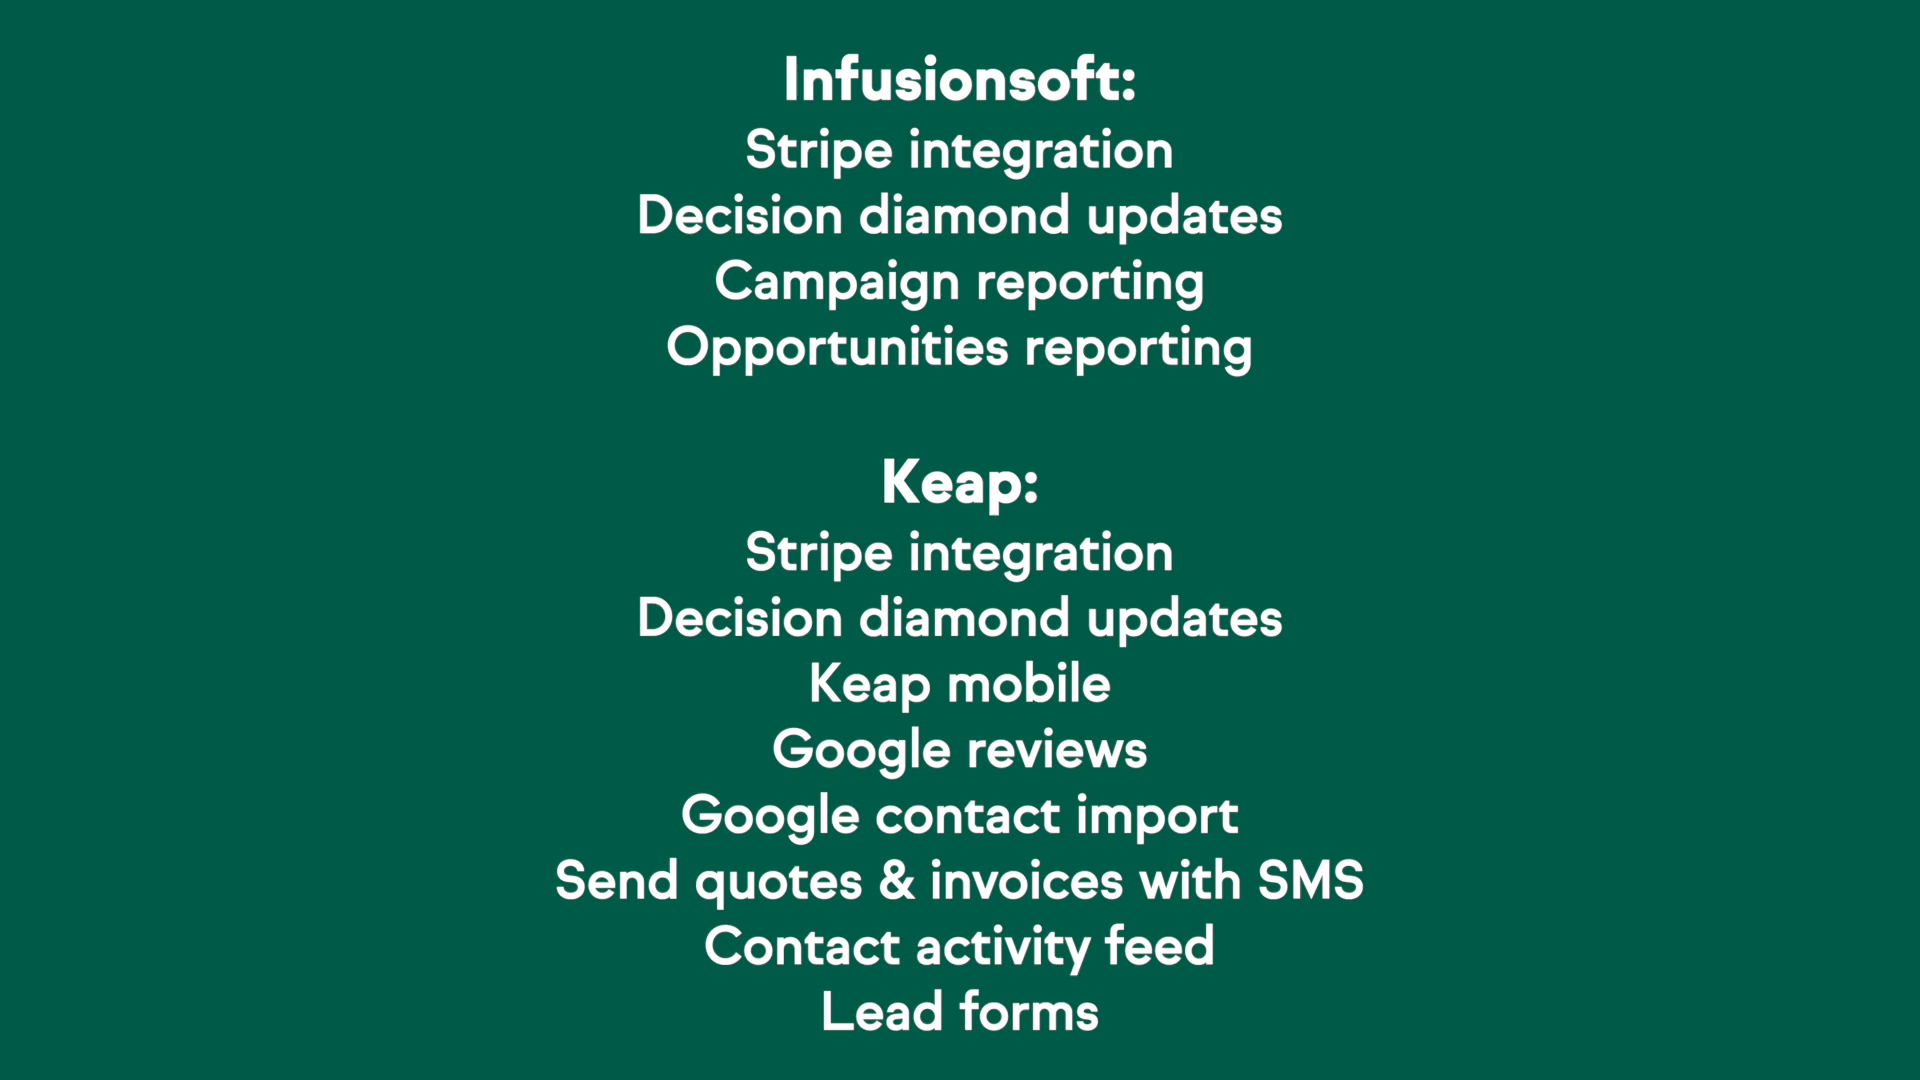 Infusionsoft:
Stripe integration
Decision diamond updates
Campaign reporting
Opportunities reporting
Keap:
Stripe integration
Decision diamond updates
Keap mobile
Google reviews
Google contact import
Send quotes & invoices with SMS
Contact activity feed
Lead forms